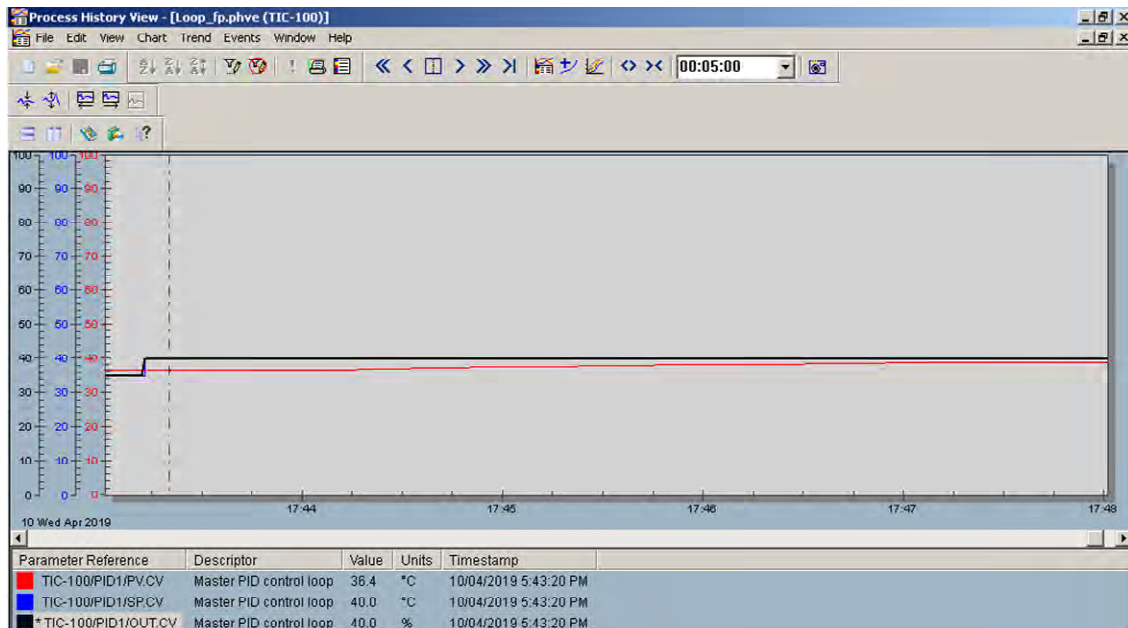 Process History View - [Loop_fp.phve (TIC-100)]
File Edit View Chart Trend Events Window Help
00:05:00
100 100 100
90 90 90
80 80 80
70 70 70
60 60 60
50 50 50
40 40 40
30 30 30
20 20 20
10 10 10
0 0 0
17:44 17:45 17:46 17:47 17:48
10 Wed Apr 2019
Parameter Reference Descriptor Value Units Timestamp
TIC-100/PID1/PV.CV Master PID control loop 36.4 °C 10/04/2019 5:43:20 PM
TIC-100/PID1/SP.CV Master PID control loop 40.0 °C 10/04/2019 5:43:20 PM
* TIC-100/PID1/OUT.CV Master PID control loop 40.0 % 10/04/2019 5:43:20 PM